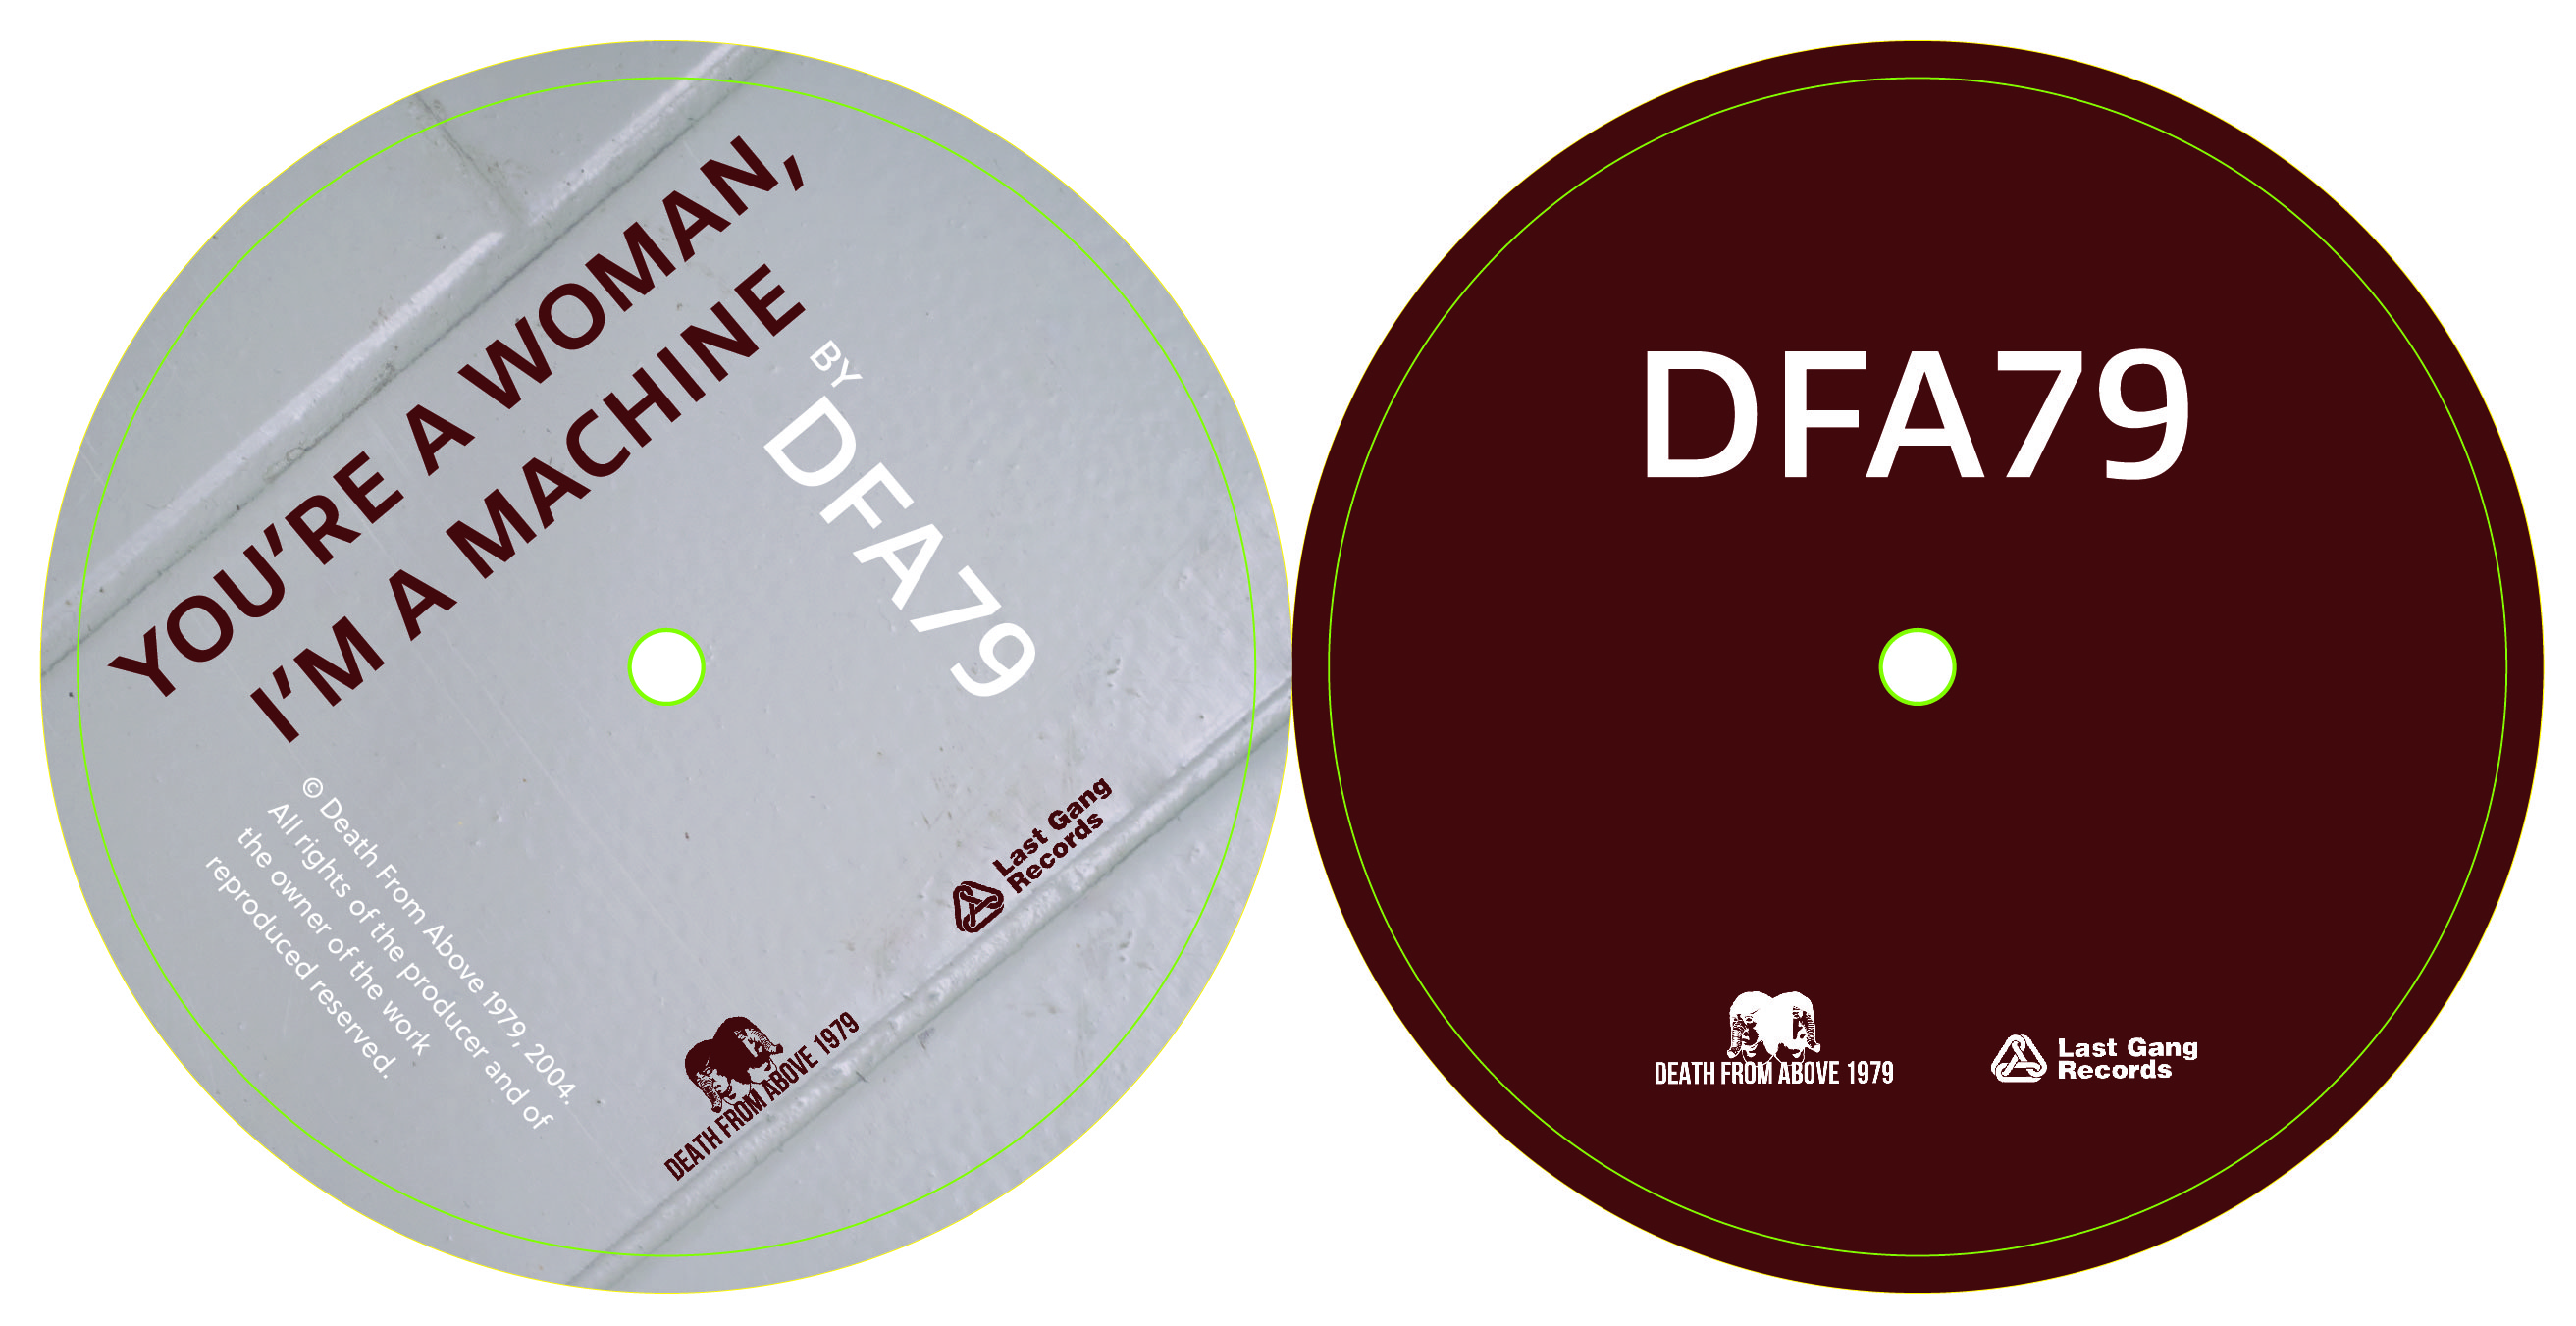 YOU’RE A WOMAN,
I’M A MACHINE
BY
DFA79
© Death From Above 1979, 2004.
All rights of the producer and of
the owner of the work
reproduced reserved.
Last Gang
Records
DEATH FROM ABOVE 1979
DFA79
DEATH FROM ABOVE 1979
Last Gang
Records